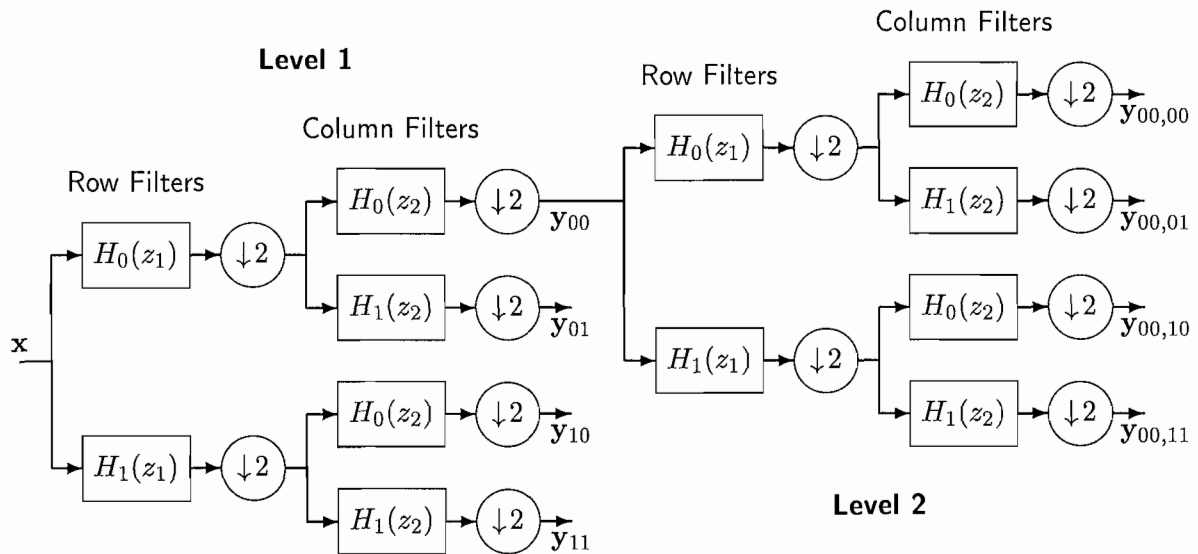 Level 1
Row Filters
Column Filters
x
H₀(z₁)
↓2
H₀(z₂)
↓2
y₀₀
H₁(z₂)
↓2
y₀₁
H₁(z₁)
↓2
H₀(z₂)
↓2
y₁₀
H₁(z₂)
↓2
y₁₁
Row Filters
Column Filters
H₀(z₁)
↓2
H₀(z₂)
↓2
y₀₀,₀₀
H₁(z₂)
↓2
y₀₀,₀₁
H₁(z₁)
↓2
H₀(z₂)
↓2
y₀₀,₁₀
H₁(z₂)
↓2
y₀₀,₁₁
Level 2